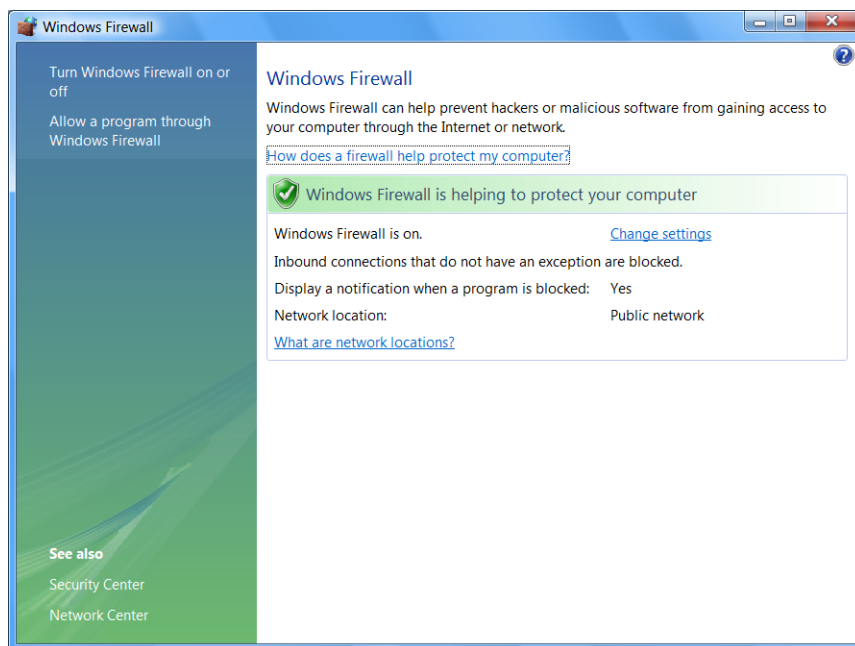 Windows Firewall
Turn Windows Firewall on or
off
Allow a program through
Windows Firewall
See also
Security Center
Network Center
?
Windows Firewall
Windows Firewall can help prevent hackers or malicious software from gaining access to
your computer through the Internet or network.
How does a firewall help protect my computer?
Windows Firewall is helping to protect your computer
Windows Firewall is on. Change settings
Inbound connections that do not have an exception are blocked.
Display a notification when a program is blocked: Yes
Network location: Public network
What are network locations?